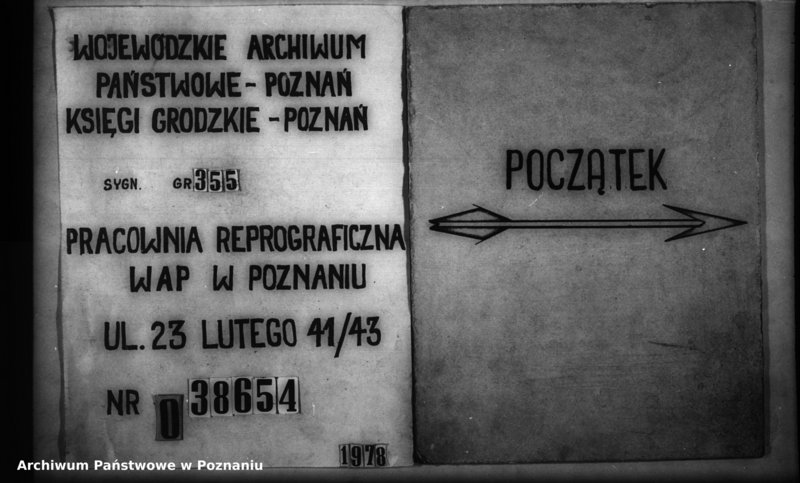 WOJEWÓDZKIE ARCHIWUM
PAŃSTWOWE - POZNAŃ
KSIĘGI GRODZKIE - POZNAŃ
SYGN. GR 355
PRACOWNIA REPROGRAFICZNA
WAP W POZNANIU
UL. 23 LUTEGO 41/43
NR 0 38654
1978
POCZĄTEK
Archiwum Państwowe w Poznaniu